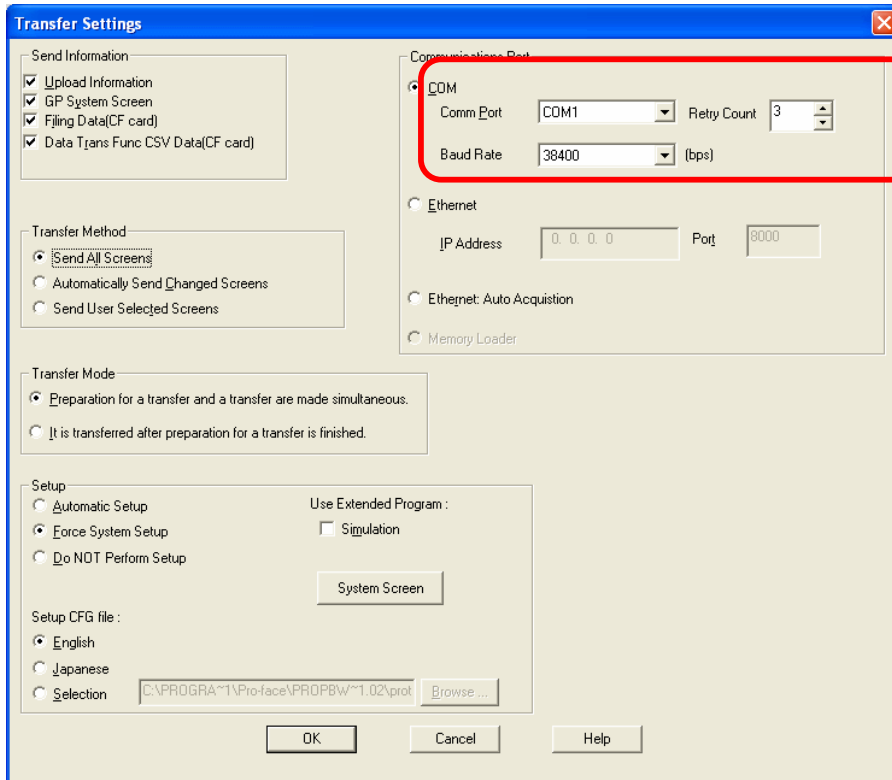 Transfer Settings
Send Information
Upload Information
GP System Screen
Filing Data(CF card)
Data Trans Func CSV Data(CF card)
Transfer Method
Send All Screens
Automatically Send Changed Screens
Send User Selected Screens
Communications Port
COM
Comm Port COM1 Retry Count 3
Baud Rate 38400 (bps)
Ethernet
IP Address 0. 0. 0. 0 Port 8000
Ethernet: Auto Acquistion
Memory Loader
Transfer Mode
Preparation for a transfer and a transfer are made simultaneous.
It is transferred after preparation for a transfer is finished.
Setup
Automatic Setup
Force System Setup
Do NOT Perform Setup
Use Extended Program :
Simulation
System Screen
Setup CFG file :
English
Japanese
Selection C:\PROGRA~1\Pro-face\PROPBW~1.02\prot Browse ...
OK Cancel Help